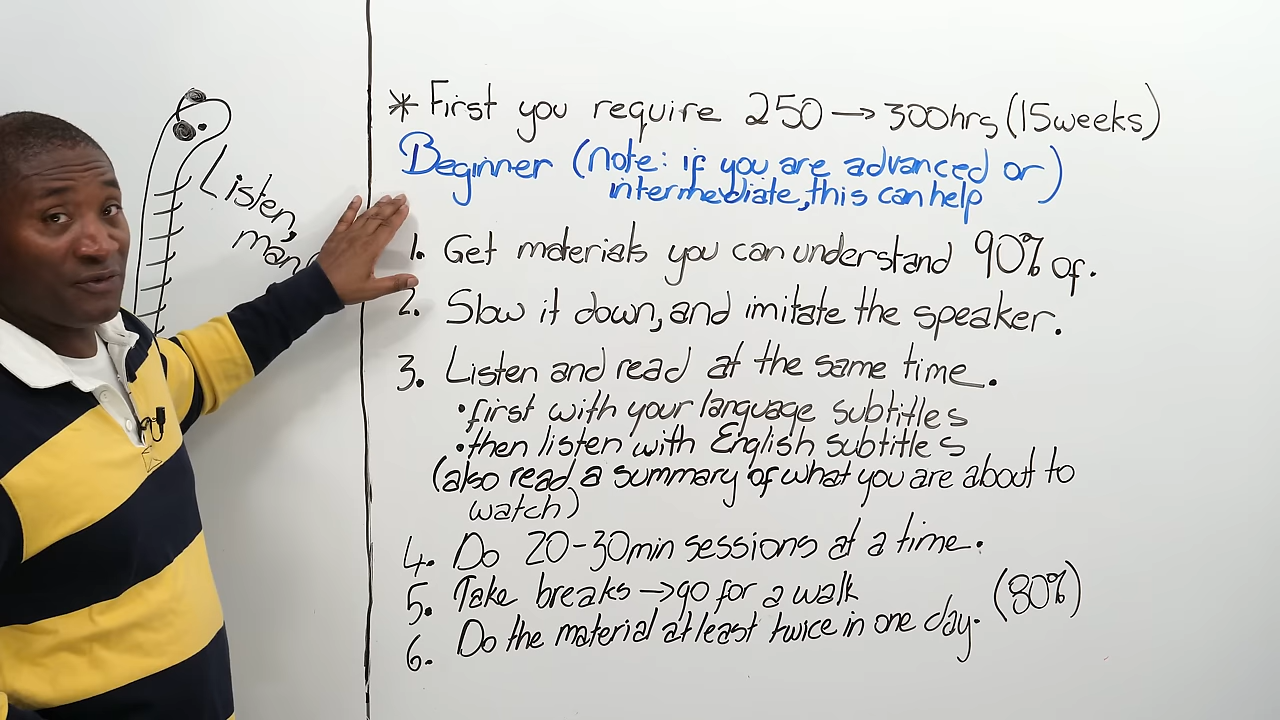 Listen,
man
* First you require 250 → 300hrs (15weeks)
Beginner (note: if you are advanced or)
intermediate, this can help
1. Get materials you can understand 90% of.
2. Slow it down, and imitate the speaker.
3. Listen and read at the same time.
• first with your language subtitles
• then listen with English subtitles
(also read a summary of what you are about to
watch)
4. Do 20-30min sessions at a time.
5. Take breaks → go for a walk
6. Do the material at least twice in one day. (80%)